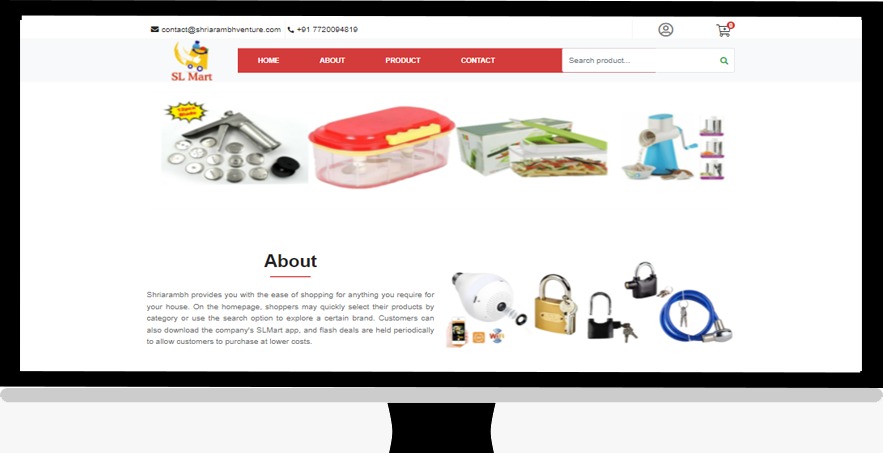 contact@shriarambhventure.com +91 7720094819
8
SL Mart
HOME ABOUT PRODUCT CONTACT Search product...
About
Shriarambh provides you with the ease of shopping for anything you require for
your house. On the homepage, shoppers may quickly select their products by
category or use the search option to explore a certain brand. Customers can
also download the company's SLMart app, and flash deals are held periodically
to allow customers to purchase at lower costs.